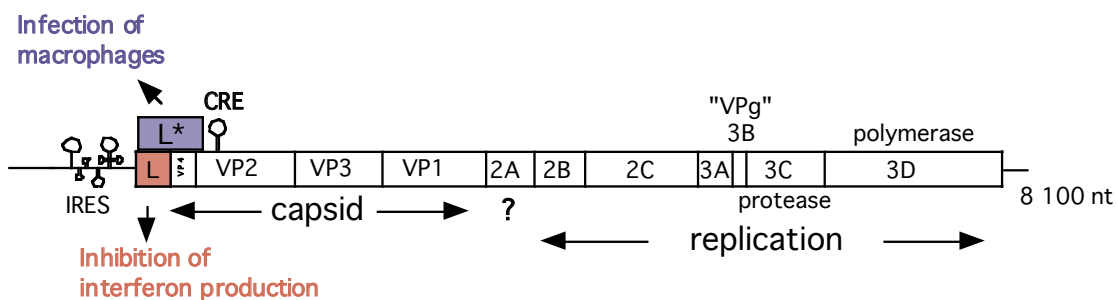 Infection of
macrophages
CRE
"VPg"
3B
polymerase
L*
L
VP4
VP2
VP3
VP1
2A
2B
2C
3A
3C
3D
IRES
capsid
?
protease
8 100 nt
replication
Inhibition of
interferon production